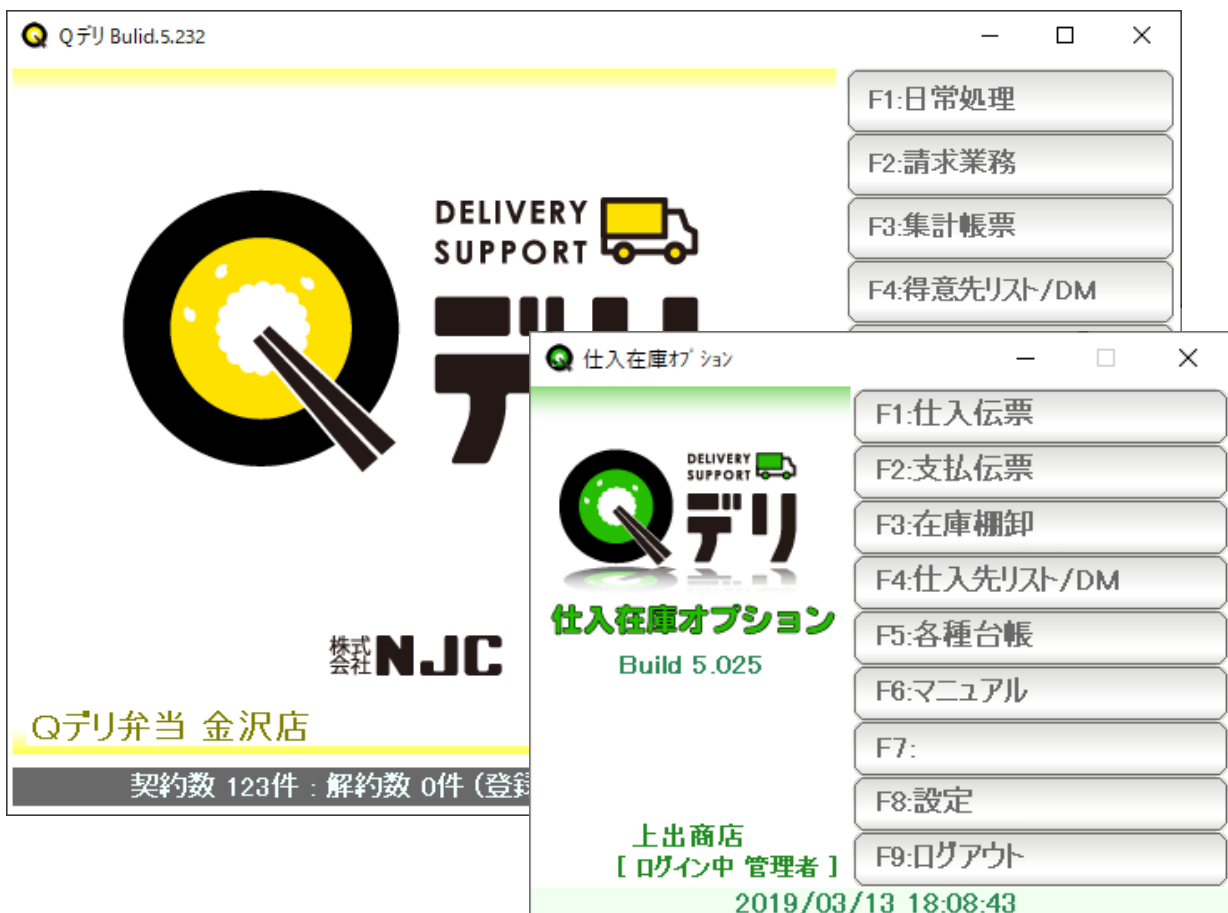 Qデリ Bulid.5.232
F1:日常処理
F2:請求業務
F3:集計帳票
F4:得意先リスト/DM
DELIVERY
SUPPORT
デリ
株式
会社 NJC
Qデリ弁当 金沢店
契約数 123件 : 解約数 0件 (登録
仕入在庫オプション
F1:仕入伝票
F2:支払伝票
F3:在庫棚卸
F4:仕入先リスト/DM
F5:各種台帳
F6:マニュアル
F7:
F8:設定
F9:ログアウト
DELIVERY
SUPPORT
デリ
仕入在庫オプション
Build 5.025
上出商店
[ ログイン中 管理者 ]
2019/03/13 18:08:43